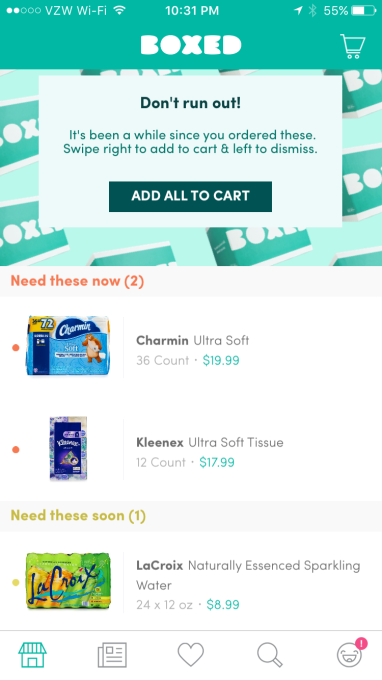 VZW Wi-Fi 10:31 PM 55%
BOXED
Don't run out!
It's been a while since you ordered these.
Swipe right to add to cart & left to dismiss.
ADD ALL TO CART
BOXED
BOXED
BOXED
Need these now (2)
72
Charmin
Soft
Charmin Ultra Soft
36 Count · $19.99
Kleenex
Kleenex Ultra Soft Tissue
12 Count · $17.99
Need these soon (1)
LaCroix
LaCroix Naturally Essenced Sparkling
Water
24 x 12 oz · $8.99
!